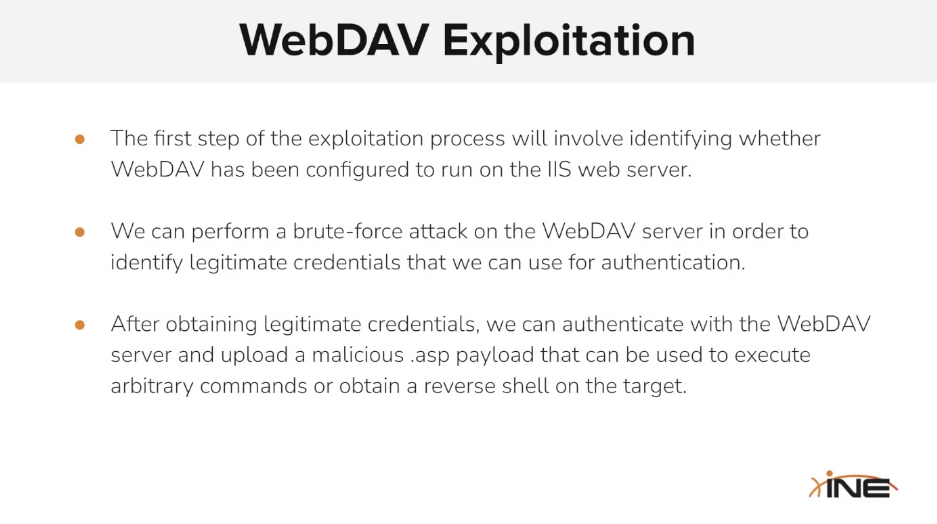 WebDAV Exploitation
● The first step of the exploitation process will involve identifying whether
WebDAV has been configured to run on the IIS web server.
● We can perform a brute-force attack on the WebDAV server in order to
identify legitimate credentials that we can use for authentication.
● After obtaining legitimate credentials, we can authenticate with the WebDAV
server and upload a malicious .asp payload that can be used to execute
arbitrary commands or obtain a reverse shell on the target.
INE